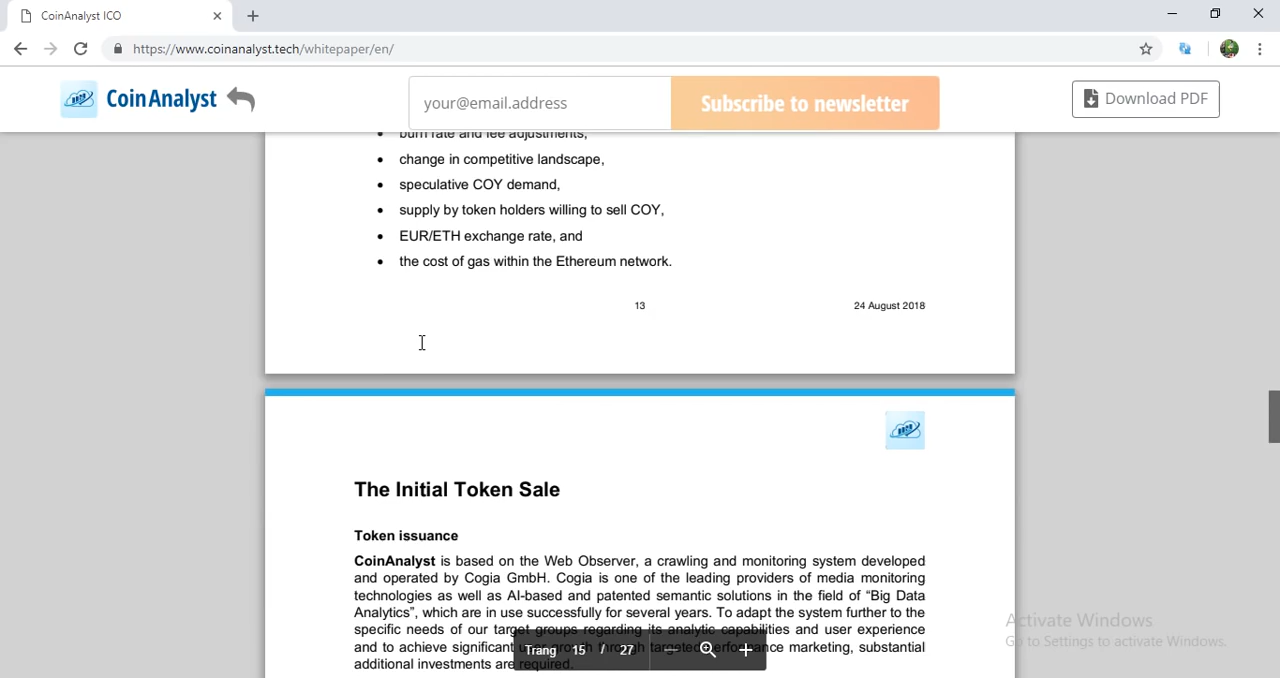 CoinAnalyst ICO
https://www.coinanalyst.tech/whitepaper/en/
CoinAnalyst
your@email.address
Subscribe to newsletter
Download PDF
burn rate and fee adjustments,
• change in competitive landscape,
• speculative COY demand,
• supply by token holders willing to sell COY,
• EUR/ETH exchange rate, and
• the cost of gas within the Ethereum network.
13
24 August 2018
The Initial Token Sale
Token issuance
CoinAnalyst is based on the Web Observer, a crawling and monitoring system developed
and operated by Cogia GmbH. Cogia is one of the leading providers of media monitoring
technologies as well as AI-based and patented semantic solutions in the field of “Big Data
Analytics”, which are in use successfully for several years. To adapt the system further to the
specific needs of our target groups regarding its analytic capabilities and user experience
and to achieve significant user growth through targeted performance marketing, substantial
additional investments are required.
Trang 15 / 27
Activate Windows
Go to Settings to activate Windows.